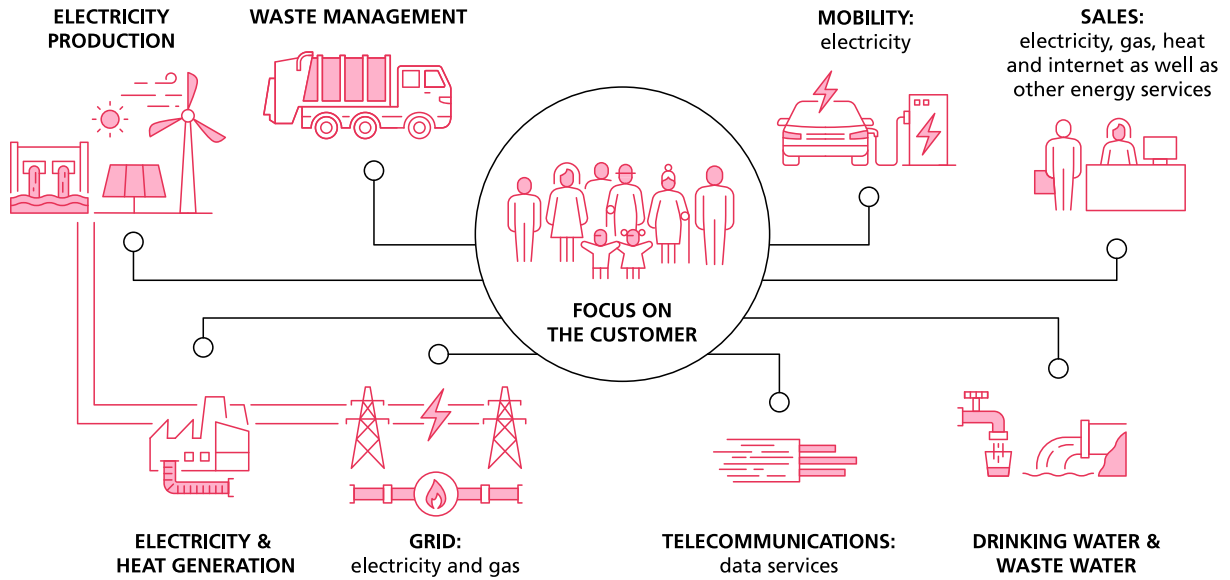 ELECTRICITY
PRODUCTION
WASTE MANAGEMENT
MOBILITY:
electricity
SALES:
electricity, gas, heat
and internet as well as
other energy services
FOCUS ON
THE CUSTOMER
ELECTRICITY &
HEAT GENERATION
GRID:
electricity and gas
TELECOMMUNICATIONS:
data services
DRINKING WATER &
WASTE WATER